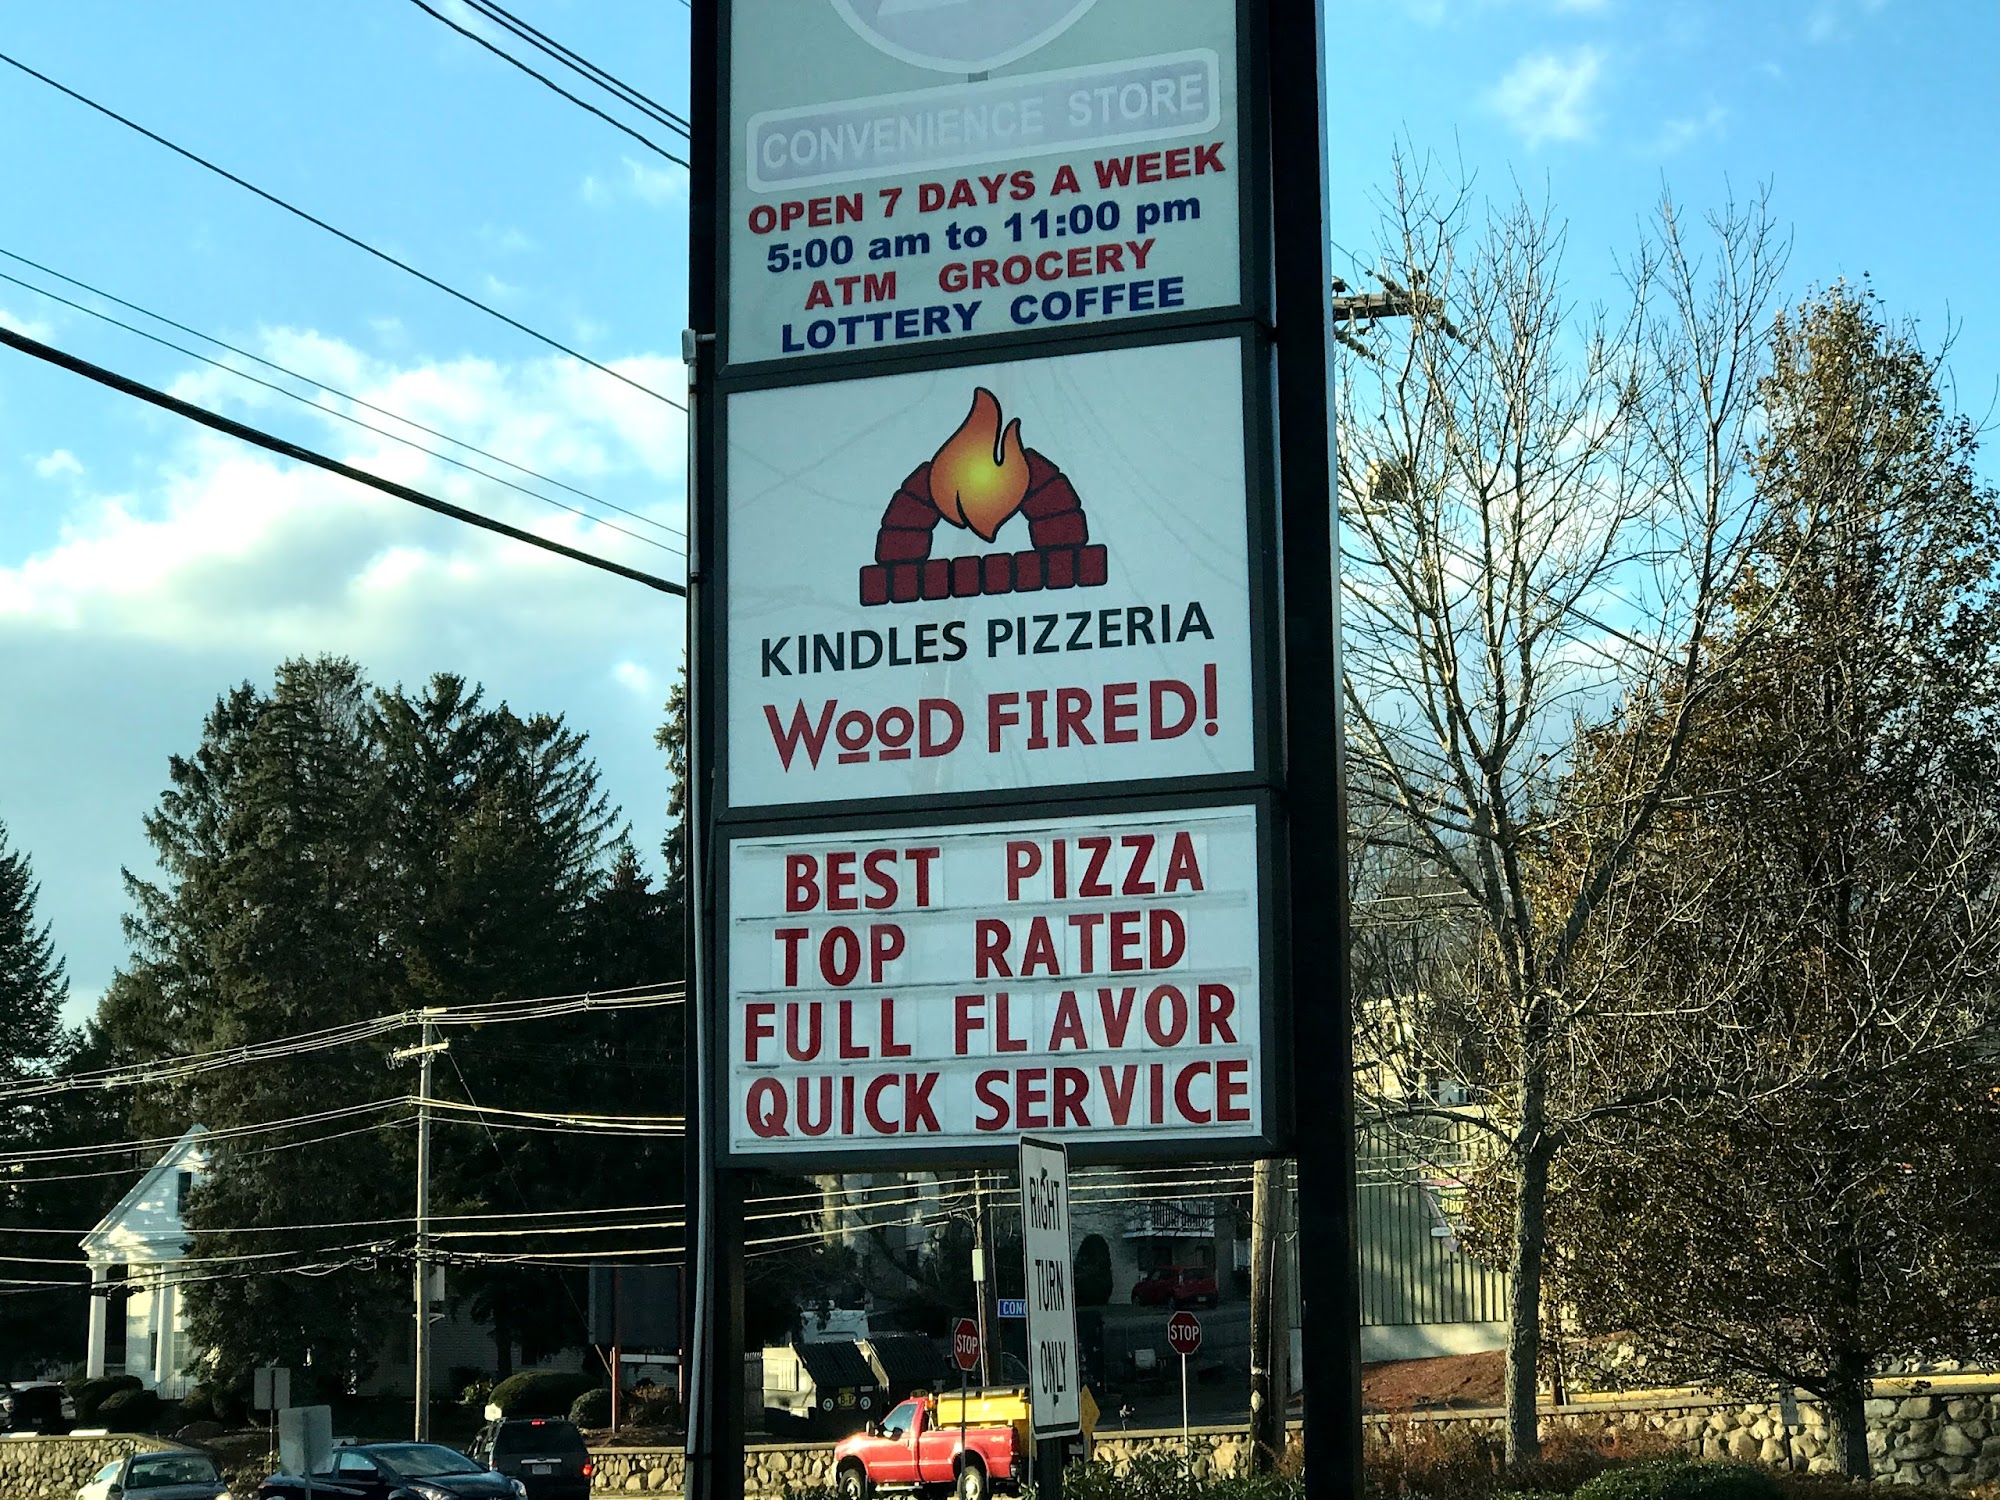 CONVENIENCE STORE
OPEN 7 DAYS A WEEK
5:00 am to 11:00 pm
ATM GROCERY
LOTTERY COFFEE
KINDLES PIZZERIA
WOOD FIRED!
BEST PIZZA
TOP RATED
FULL FLAVOR
QUICK SERVICE
RIGHT
TURN
ONLY
STOP
STOP